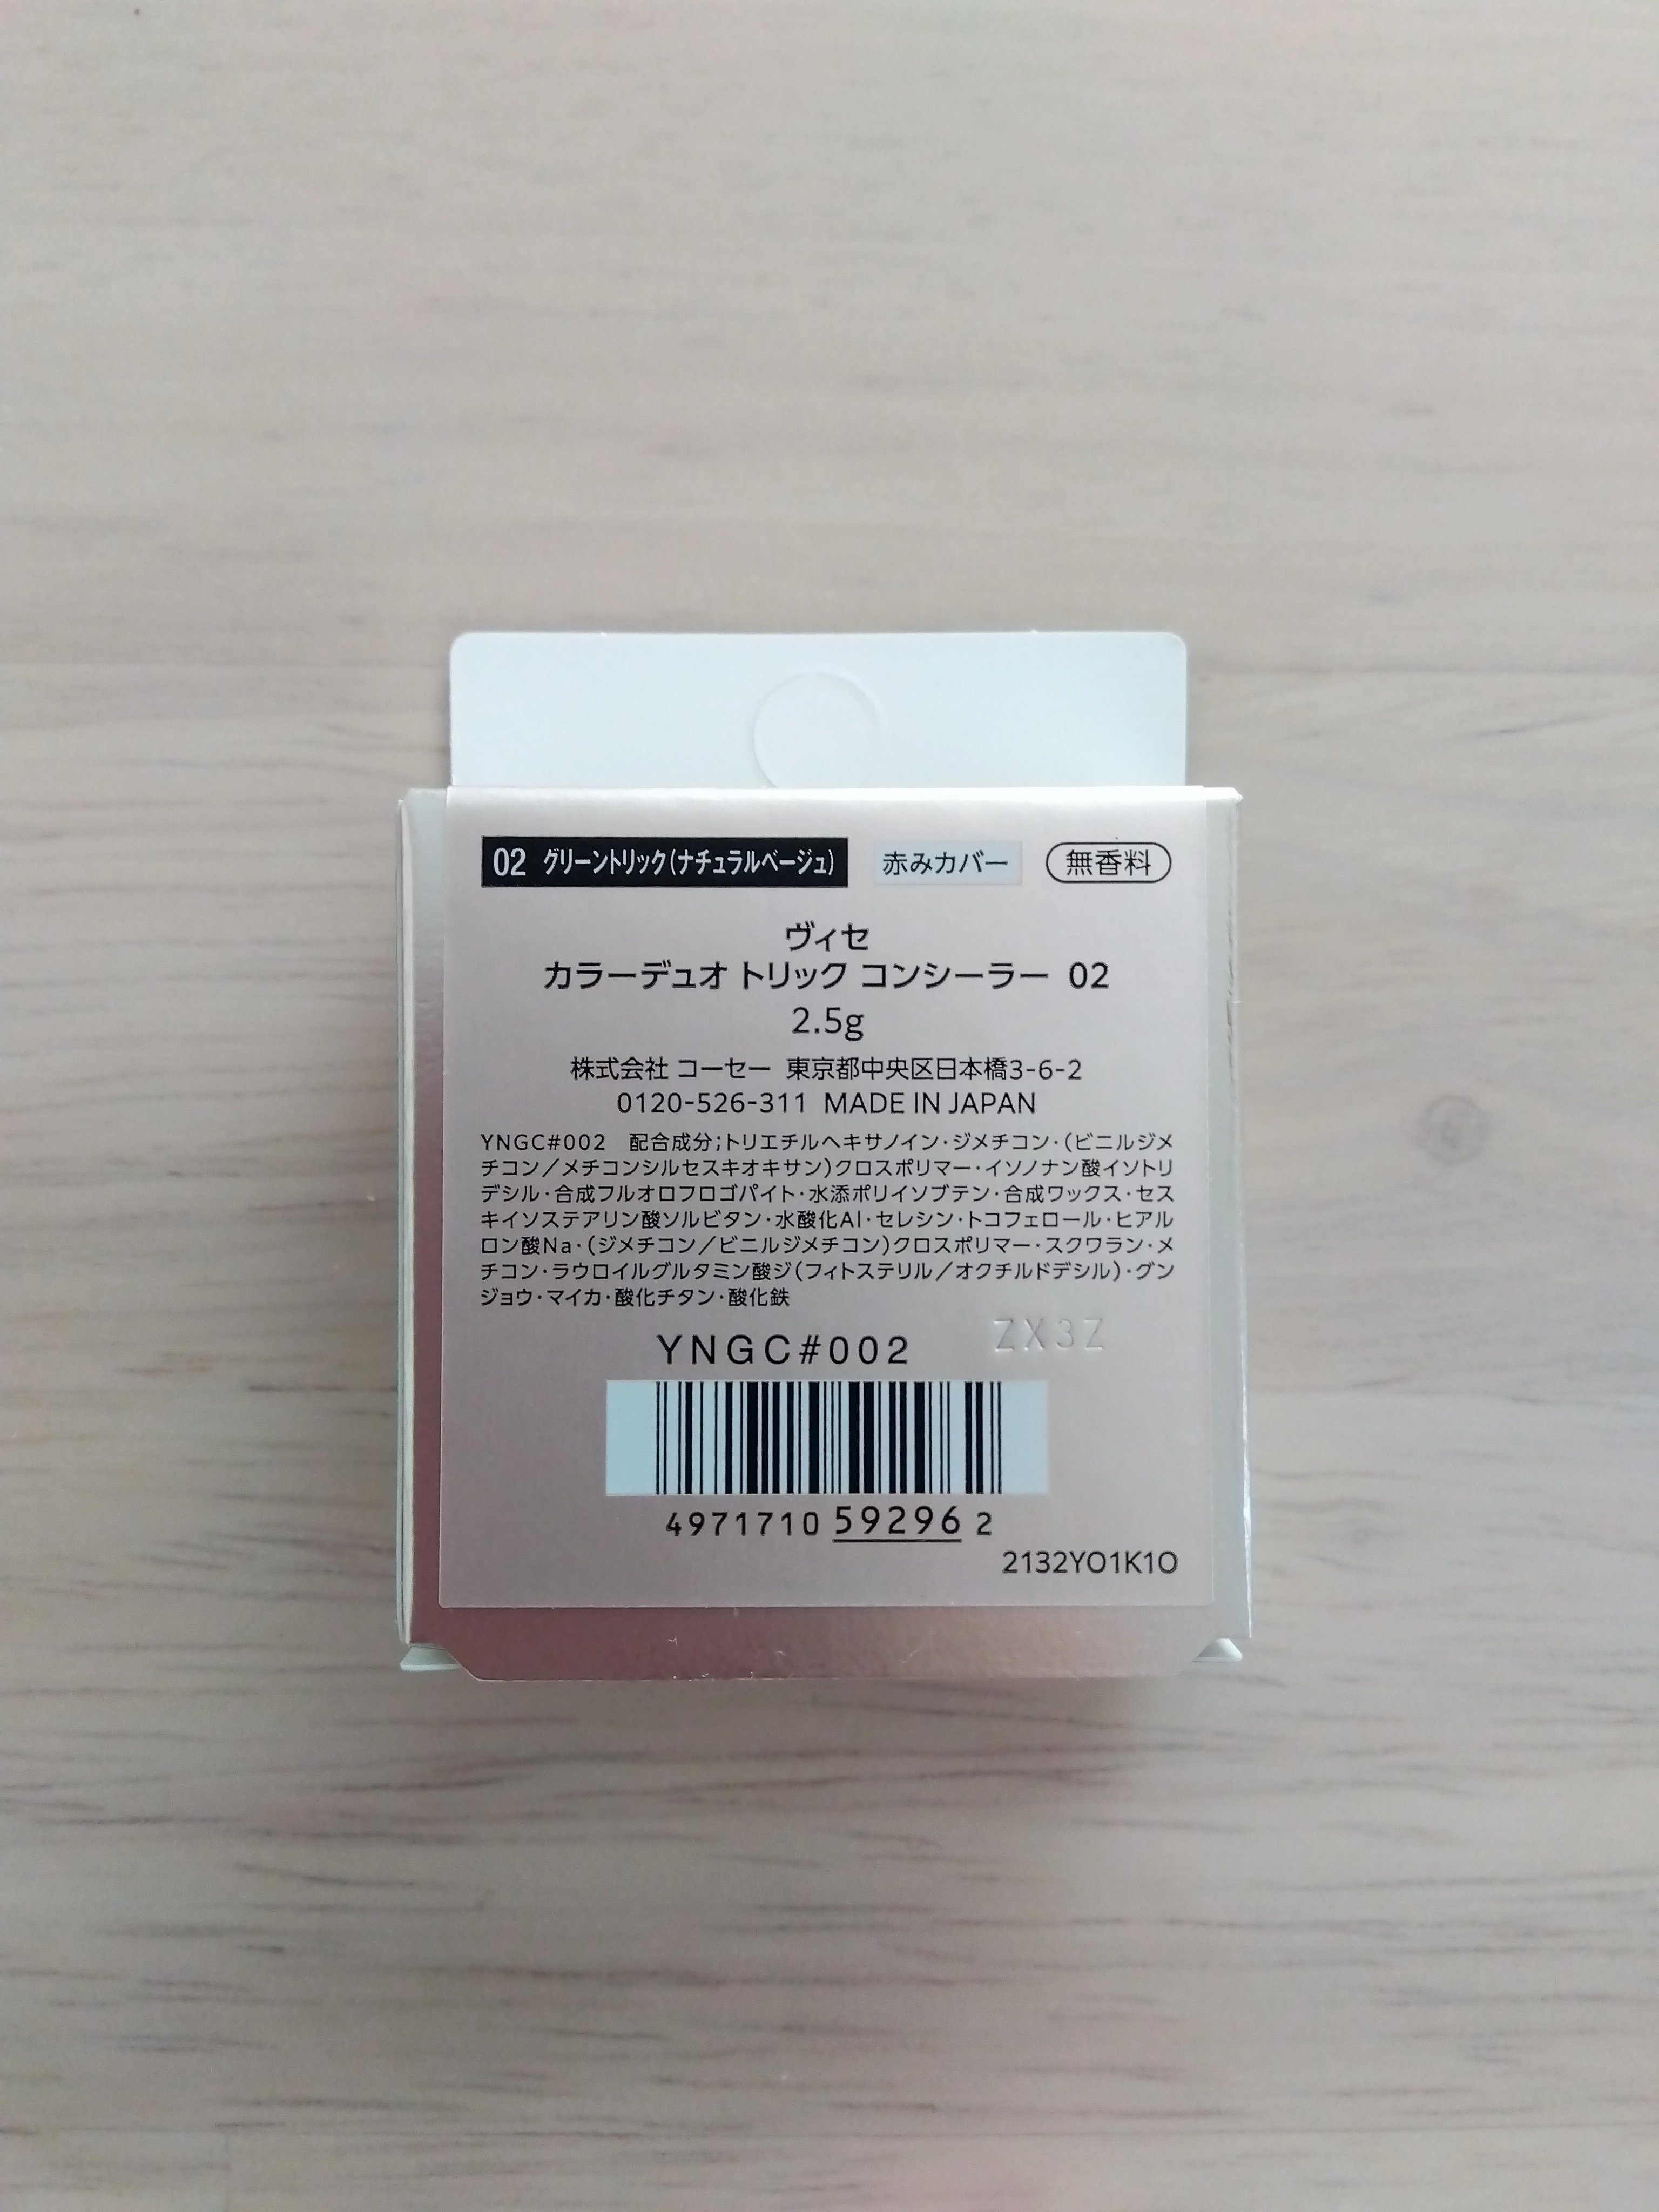 02 グリーントリック(ナチュラルベージュ) 赤みカバー 無香料
ヴィセ
カラーデュオ トリック コンシーラー 02
2.5g
株式会社 コーセー 東京都中央区日本橋3-6-2
0120-526-311 MADE IN JAPAN
YNGC#002 配合成分;トリエチルヘキサノイン・ジメチコン・(ビニルジメ
チコン/メチコンシルセスキオキサン)クロスポリマー・イソノナン酸イソトリ
デシル・合成フルオロフロゴパイト・水添ポリイソブテン・合成ワックス・セス
キイソステアリン酸ソルビタン・水酸化Al・セレシン・トコフェロール・ヒアル
ロン酸Na・(ジメチコン/ビニルジメチコン)クロスポリマー・スクワラン・メ
チコン・ラウロイルグルタミン酸ジ(フィトステリル/オクチルドデシル)・グン
ジョウ・マイカ・酸化チタン・酸化鉄
YNGC#002 ZX3Z
4971710 59296 2
2132YO1K1O